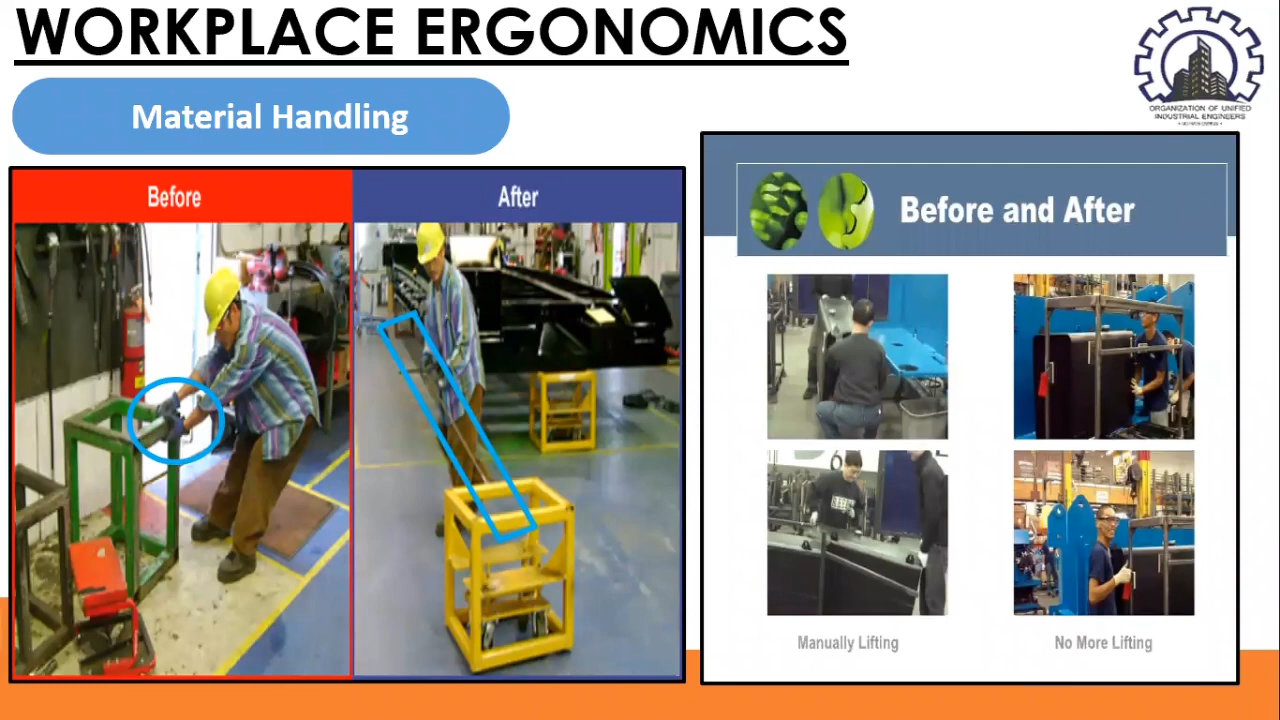 WORKPLACE ERGONOMICS
Material Handling
ORGANIZATION OF UNIFIED
INDUSTRIAL ENGINEERS
Before
After
Before and After
Manually Lifting
No More Lifting